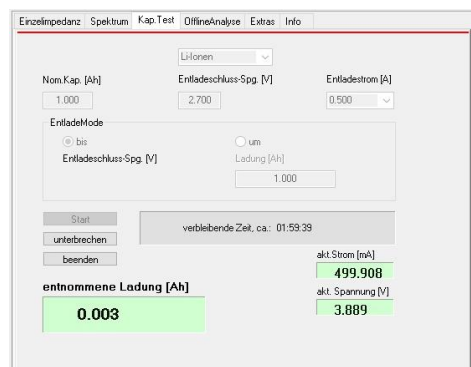 Einzelimpedanz Spektrum Kap.Test OfflineAnalyse Extras Info
Li-Ionen
Nom.Kap. [Ah] Entladeschluss-Spg. [V] Entladestrom [A]
1.000 2.700 0.500
EntladeMode
bis um
Entladeschluss-Spg. [V] Ladung [Ah]
1.000
Start
verbleibende Zeit, ca.: 01:59:39
unterbrechen
beenden
akt.Strom [mA]
499.908
entnommene Ladung [Ah]
akt. Spannung [V]
0.003
3.889